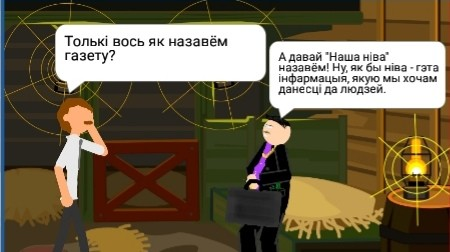 Толькі вось як назавём
газету?
А давай "Наша ніва"
назавём! Ну, як бы ніва - гэта
інфармацыя, якую мы хочам
данесці да людзей.